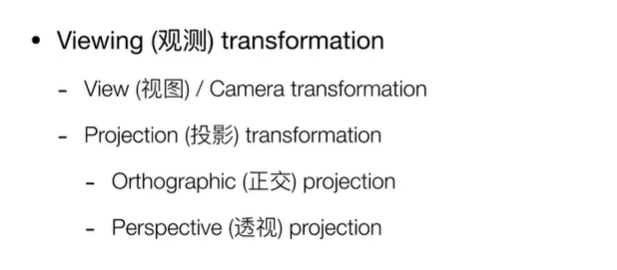 • Viewing (观测) transformation
- View (视图) / Camera transformation
- Projection (投影) transformation
- Orthographic (正交) projection
- Perspective (透视) projection